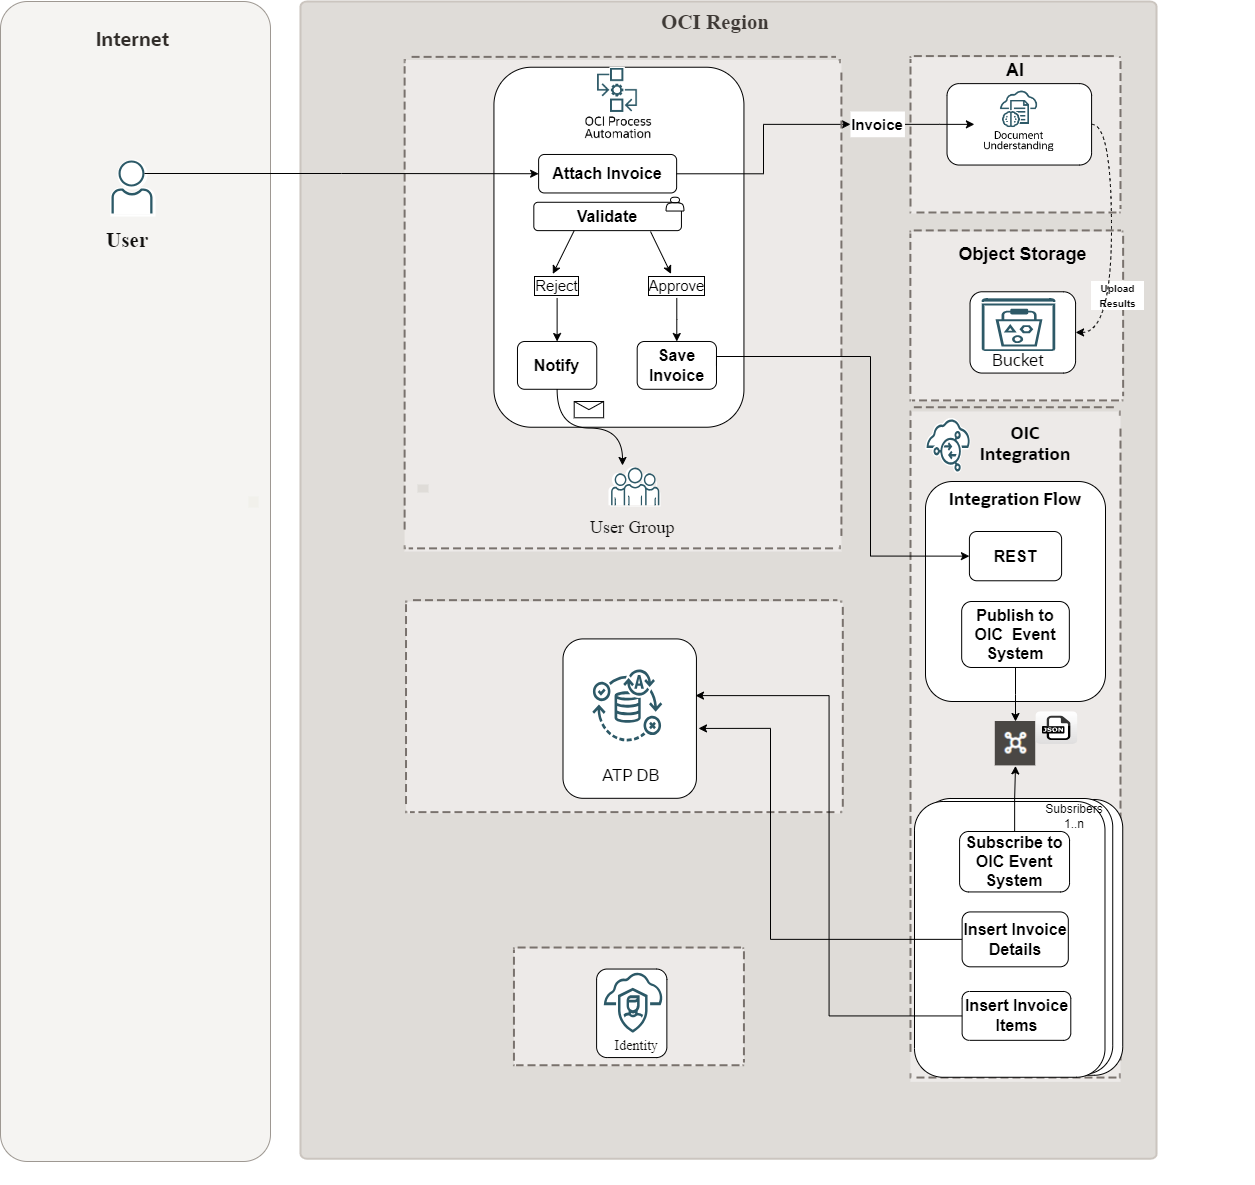 Internet
User
OCI Region
OCI Process
Automation
Attach Invoice
Validate
Reject
Approve
Notify
Save
Invoice
User Group
Invoice
AI
Document
Understanding
Object Storage
Upload
Results
Bucket
OIC
Integration
Integration Flow
REST
Publish to
OIC Event
System
JSON
Subsribers
1..n
Subscribe to
OIC Event
System
Insert Invoice
Details
Insert Invoice
Items
A
ATP DB
Identity